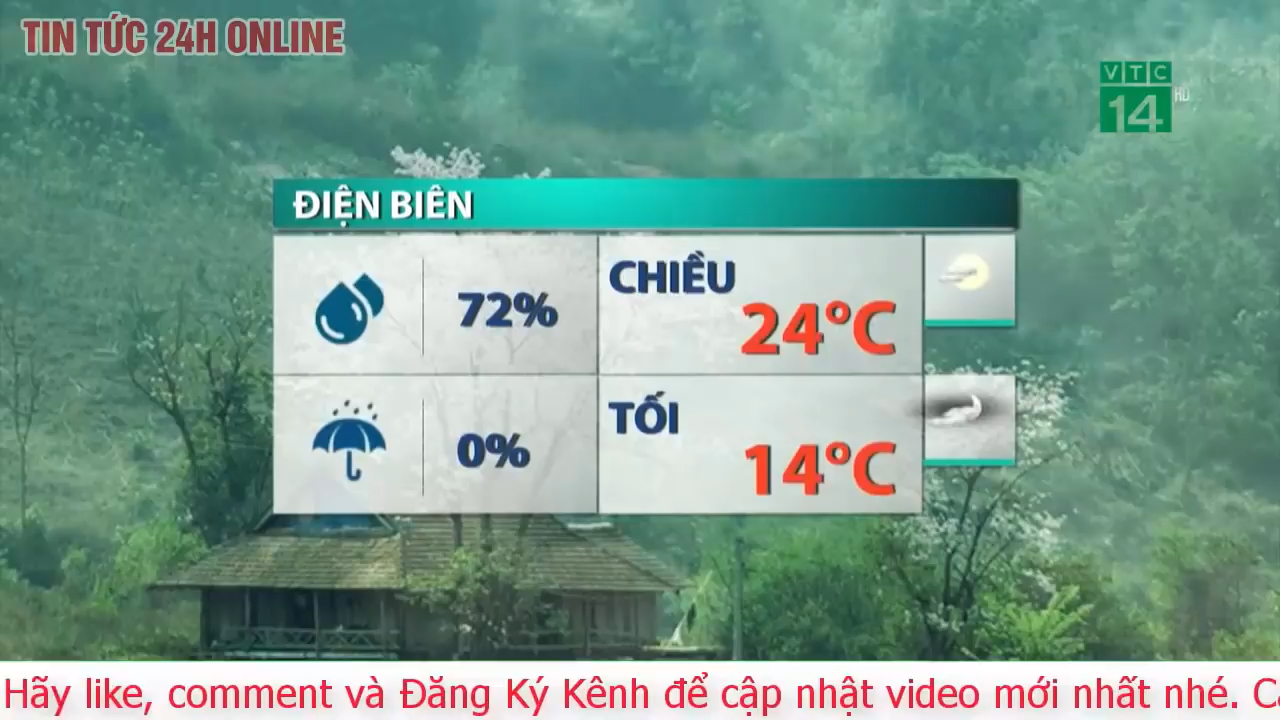 TIN TỨC 24H ONLINE
VTC
14 HD
ĐIỆN BIÊN
72%
CHIỀU
24°C
0%
TỐI
14°C
Hãy like, comment và Đăng Ký Kênh để cập nhật video mới nhất nhé.